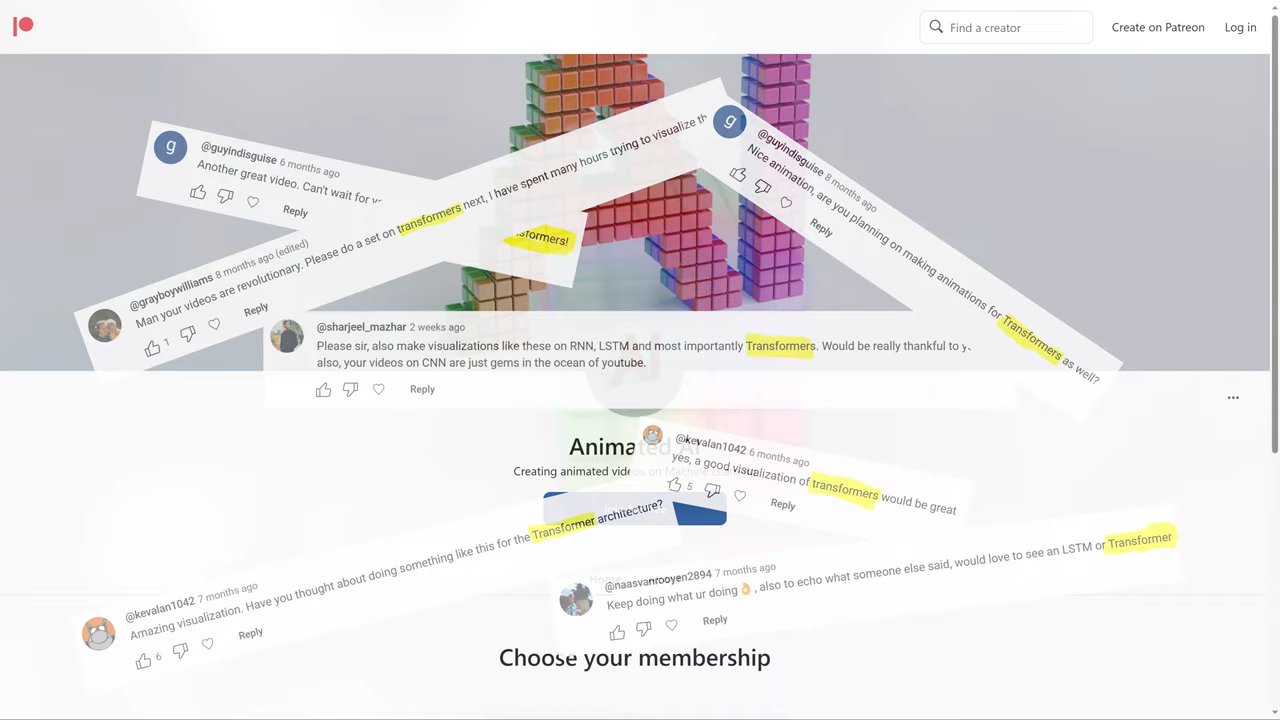 Find a creator
Create on Patreon
Log in
g
@guyindisguise 6 months ago
Another great video. Can't wait for
Reply
sformers!
@grayboywilliams 8 months ago (edited)
Man your videos are revolutionary. Please do a set on transformers next, I have spent many hours trying to visualize th
1
Reply
g
@guyindisguise 8 months ago
Nice animation, are you planning on making animations for Transformers as well?
Reply
@sharjeel_mazhar 2 weeks ago
Please sir, also make visualizations like these on RNN, LSTM and most importantly Transformers. Would be really thankful to y
also, your videos on CNN are just gems in the ocean of youtube.
Reply
...
Animated AI
Creating animated videos on Machine
@kevalan1042 6 months ago
yes, a good visualization of transformers would be great
5
Reply
@kevalan1042 7 months ago
Amazing visualization. Have you thought about doing something like this for the Transformer architecture?
6
Reply
Home
@naasvanrooyen2894 7 months ago
Keep doing what ur doing 👌, also to echo what someone else said, would love to see an LSTM or Transformer
Reply
Choose your membership